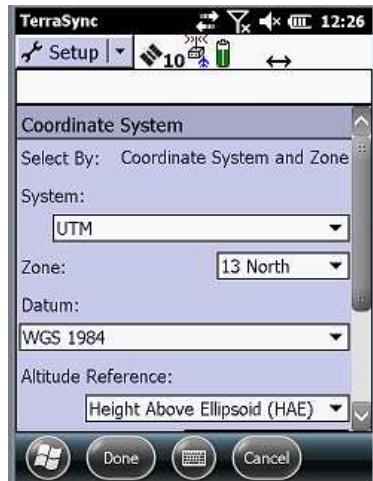 TerraSync 12:26
Setup 10
Coordinate System
Select By: Coordinate System and Zone
System:
UTM
Zone: 13 North
Datum:
WGS 1984
Altitude Reference:
Height Above Ellipsoid (HAE)
Done Cancel